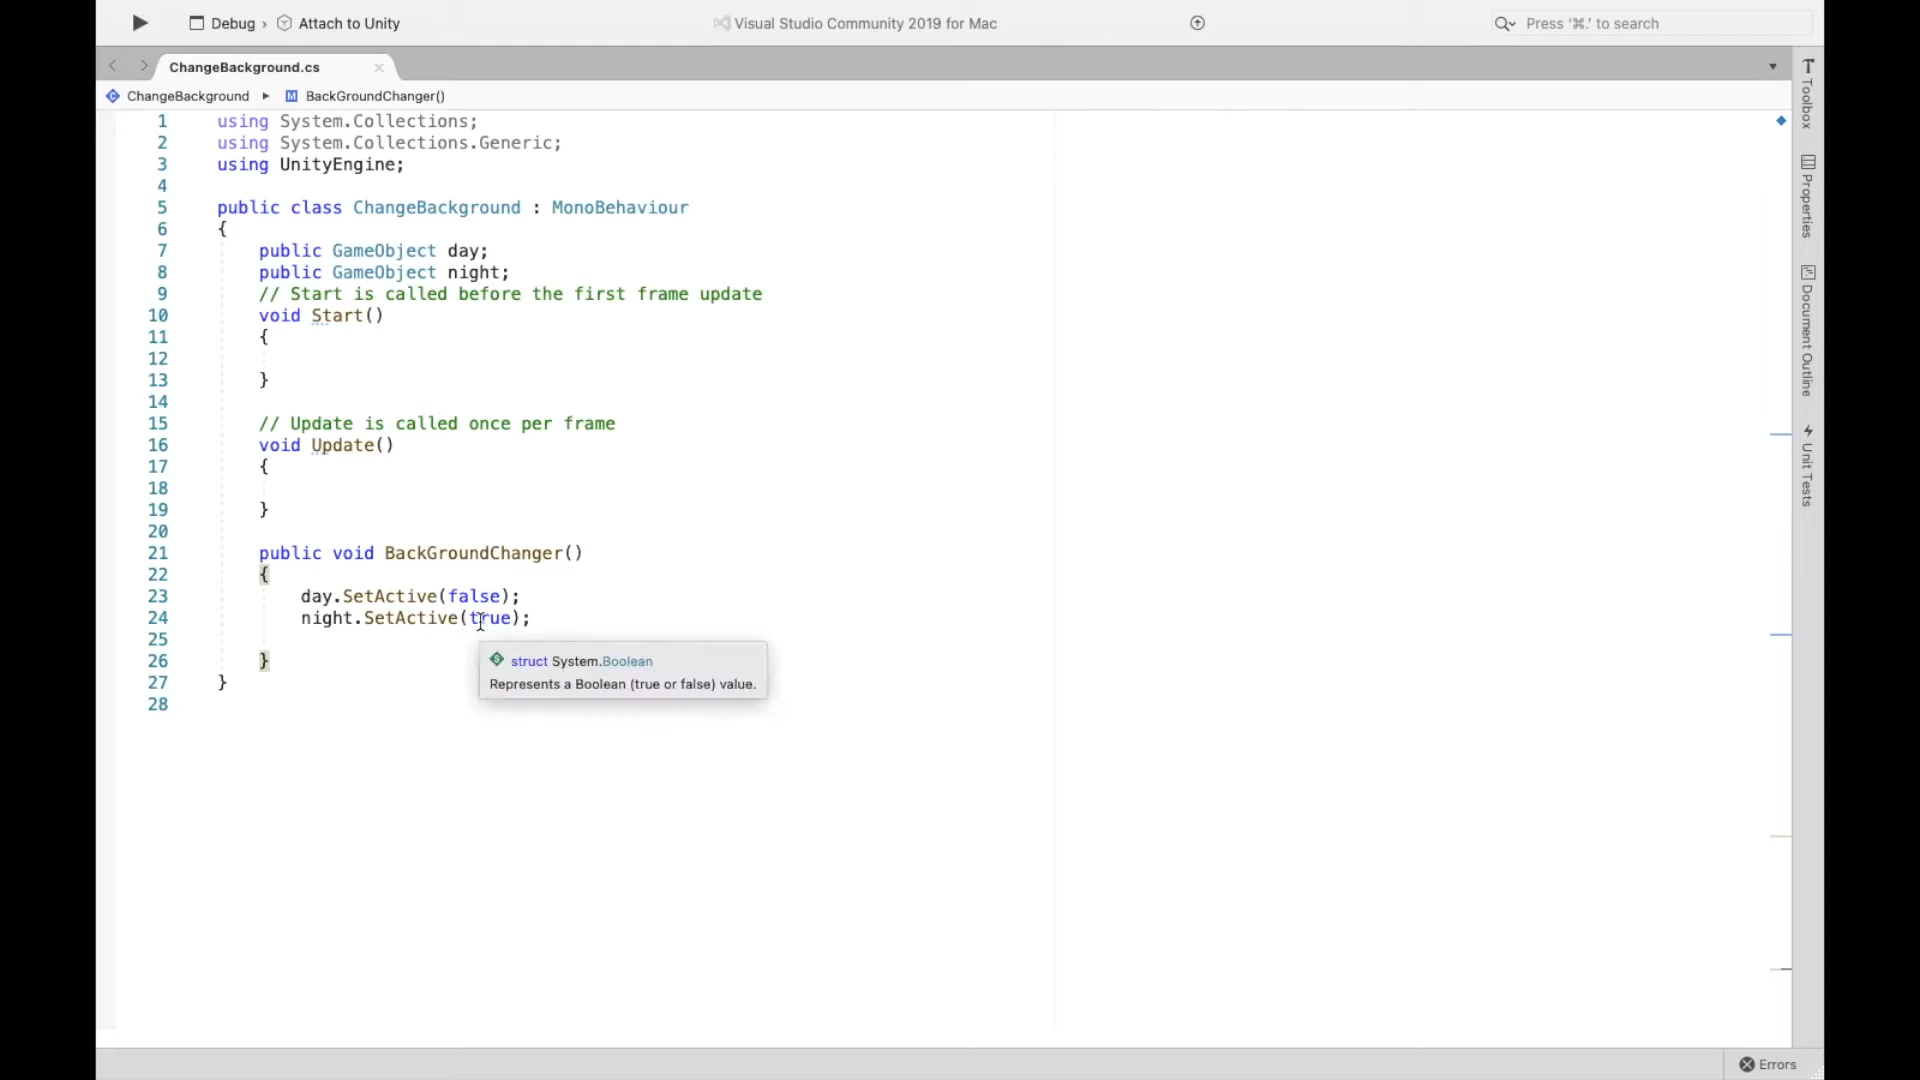 Debug › Attach to Unity
Visual Studio Community 2019 for Mac
Press '⌘.' to search
ChangeBackground.cs
ChangeBackground ▸ BackGroundChanger()
1 using System.Collections;
2 using System.Collections.Generic;
3 using UnityEngine;
4
5 public class ChangeBackground : MonoBehaviour
6 {
7 public GameObject day;
8 public GameObject night;
9 // Start is called before the first frame update
10 void Start()
11 {
12
13 }
14
15 // Update is called once per frame
16 void Update()
17 {
18
19 }
20
21 public void BackGroundChanger()
22 {
23 day.SetActive(false);
24 night.SetActive(true);
25
26 }
27 }
28
struct System.Boolean
Represents a Boolean (true or false) value.
Toolbox
Properties
Document Outline
Unit Tests
Errors